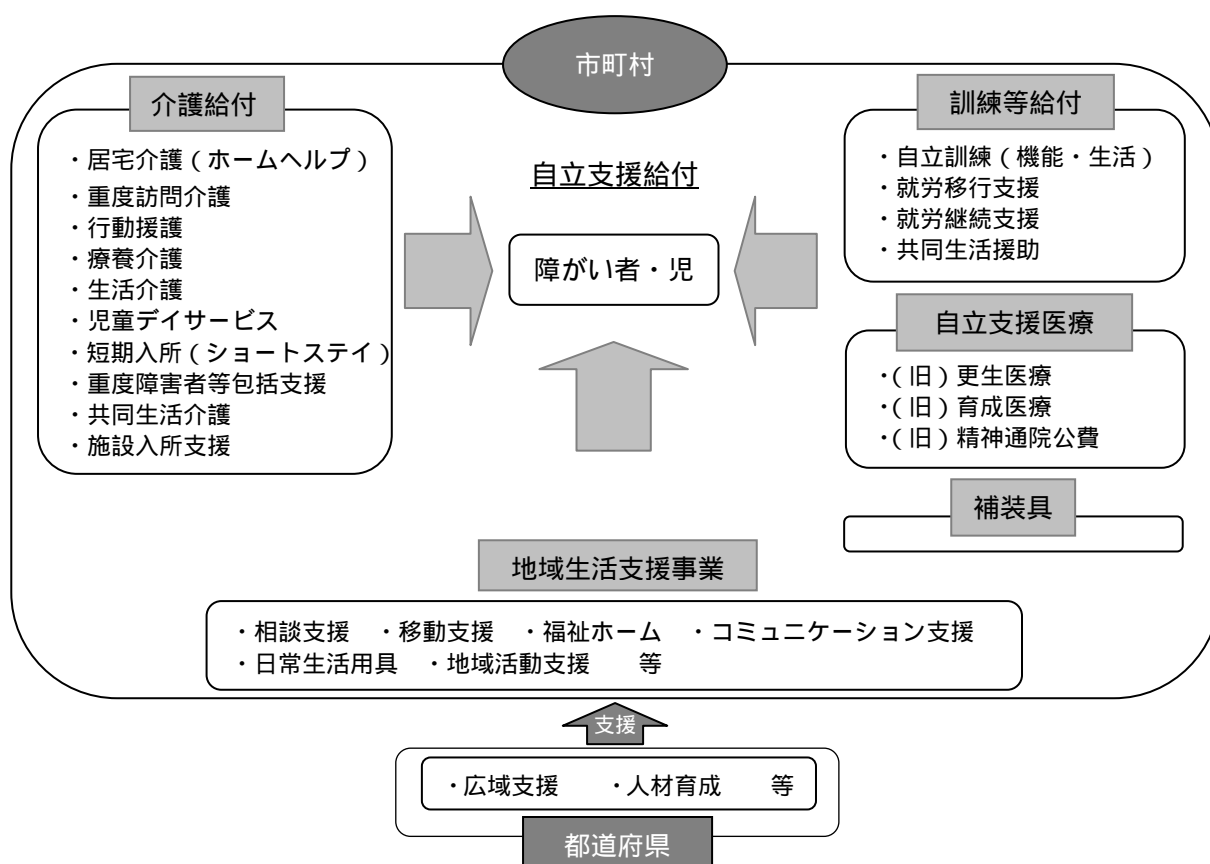 市町村
介護給付
・居宅介護（ホームヘルプ）
・重度訪問介護
・行動援護
・療養介護
・生活介護
・児童デイサービス
・短期入所（ショートステイ）
・重度障害者等包括支援
・共同生活介護
・施設入所支援
自立支援給付
障がい者・児
訓練等給付
・自立訓練（機能・生活）
・就労移行支援
・就労継続支援
・共同生活援助
自立支援医療
・（旧）更生医療
・（旧）育成医療
・（旧）精神通院公費
補装具
地域生活支援事業
・相談支援　・移動支援　・福祉ホーム　・コミュニケーション支援
・日常生活用具　・地域活動支援　等
支援
・広域支援　・人材育成　等
都道府県